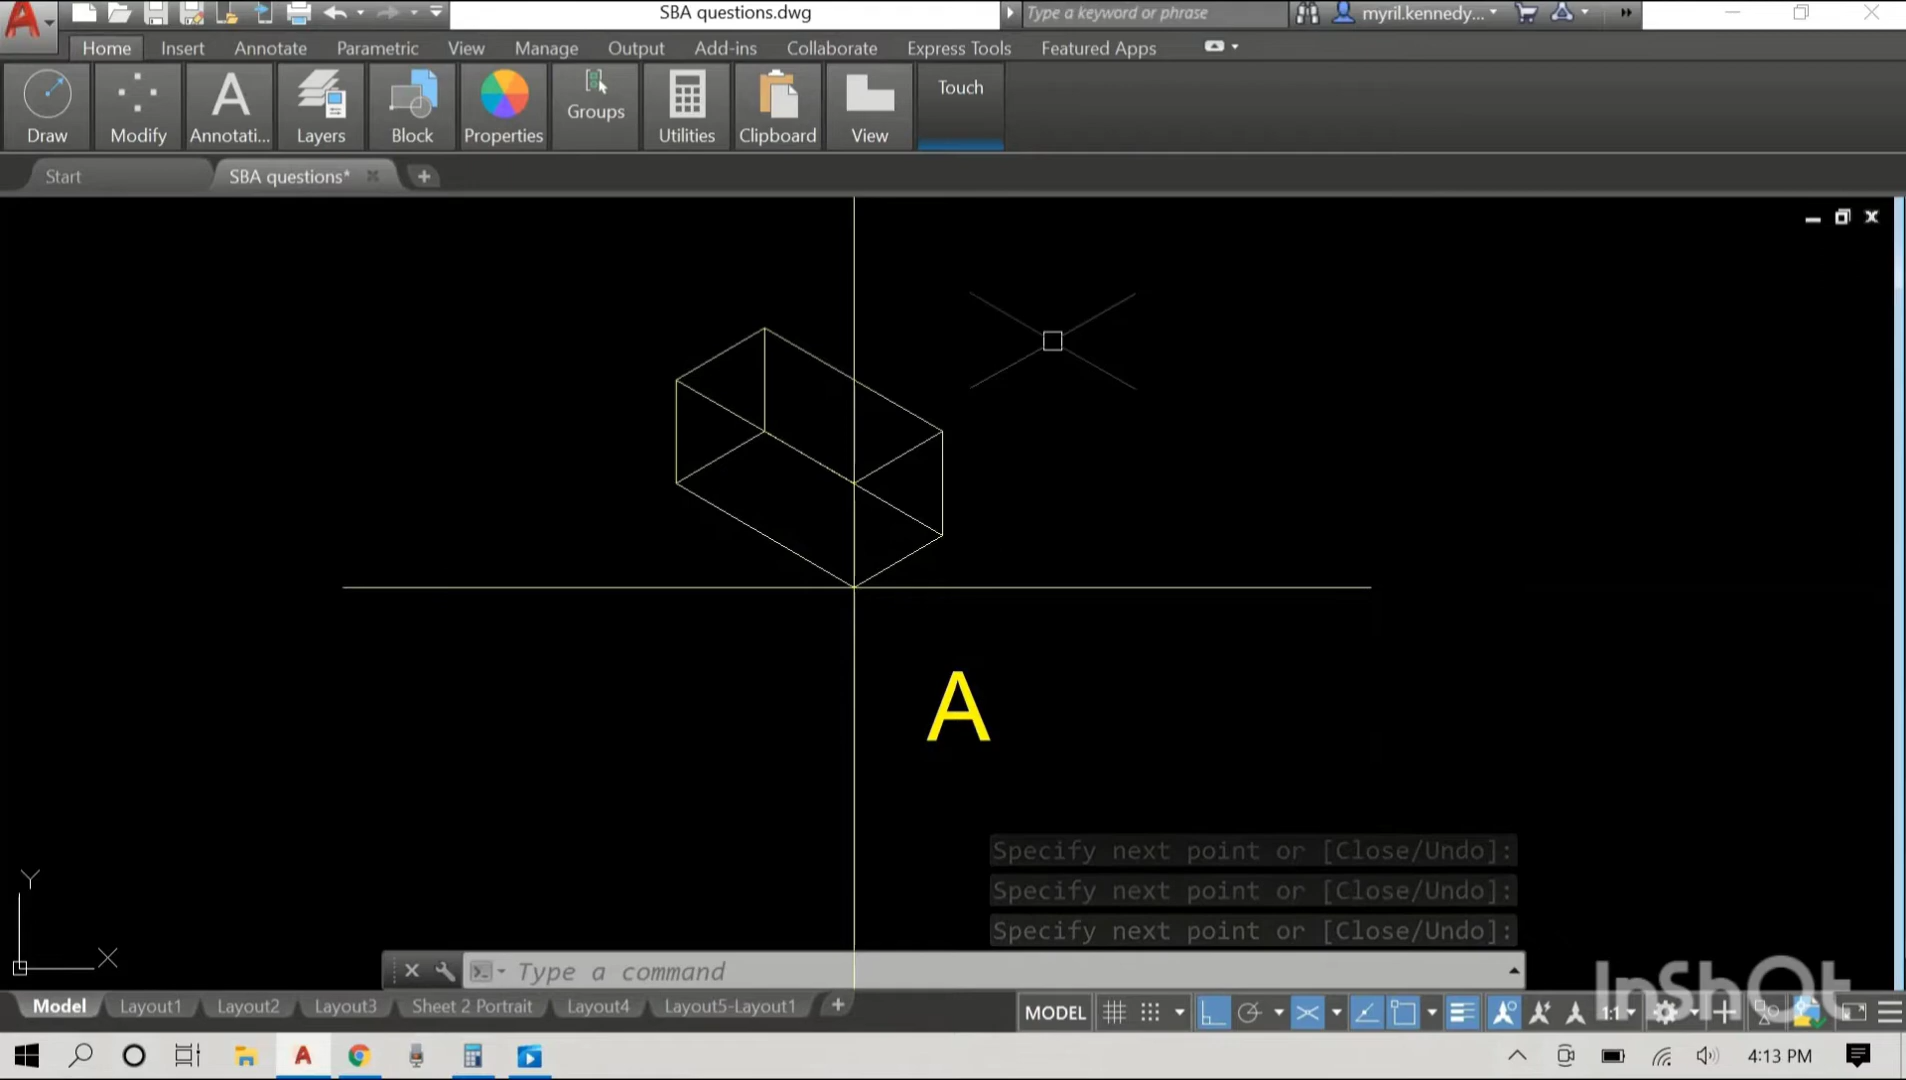 SBA questions.dwg
Type a keyword or phrase
myril.kennedy...
Home Insert Annotate Parametric View Manage Output Add-ins Collaborate Express Tools Featured Apps
Draw Modify Annotati... Layers Block Properties Groups Utilities Clipboard View Touch
Start SBA questions*
A
Specify next point or [Close/Undo]:
Specify next point or [Close/Undo]:
Specify next point or [Close/Undo]:
Y
X
Type a command
Model Layout1 Layout2 Layout3 Sheet 2 Portrait Layout4 Layout5-Layout1
MODEL 1:1
InShOt
4:13 PM